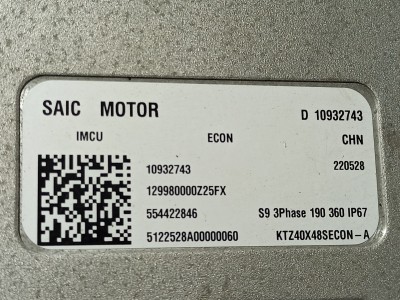 SAIC MOTOR D 10932743
IMCU ECON CHN
10932743 220528
129980000Z25FX
554422846 S9 3Phase 190 360 IP67
5122528A00000060 KTZ40X48SECON-A